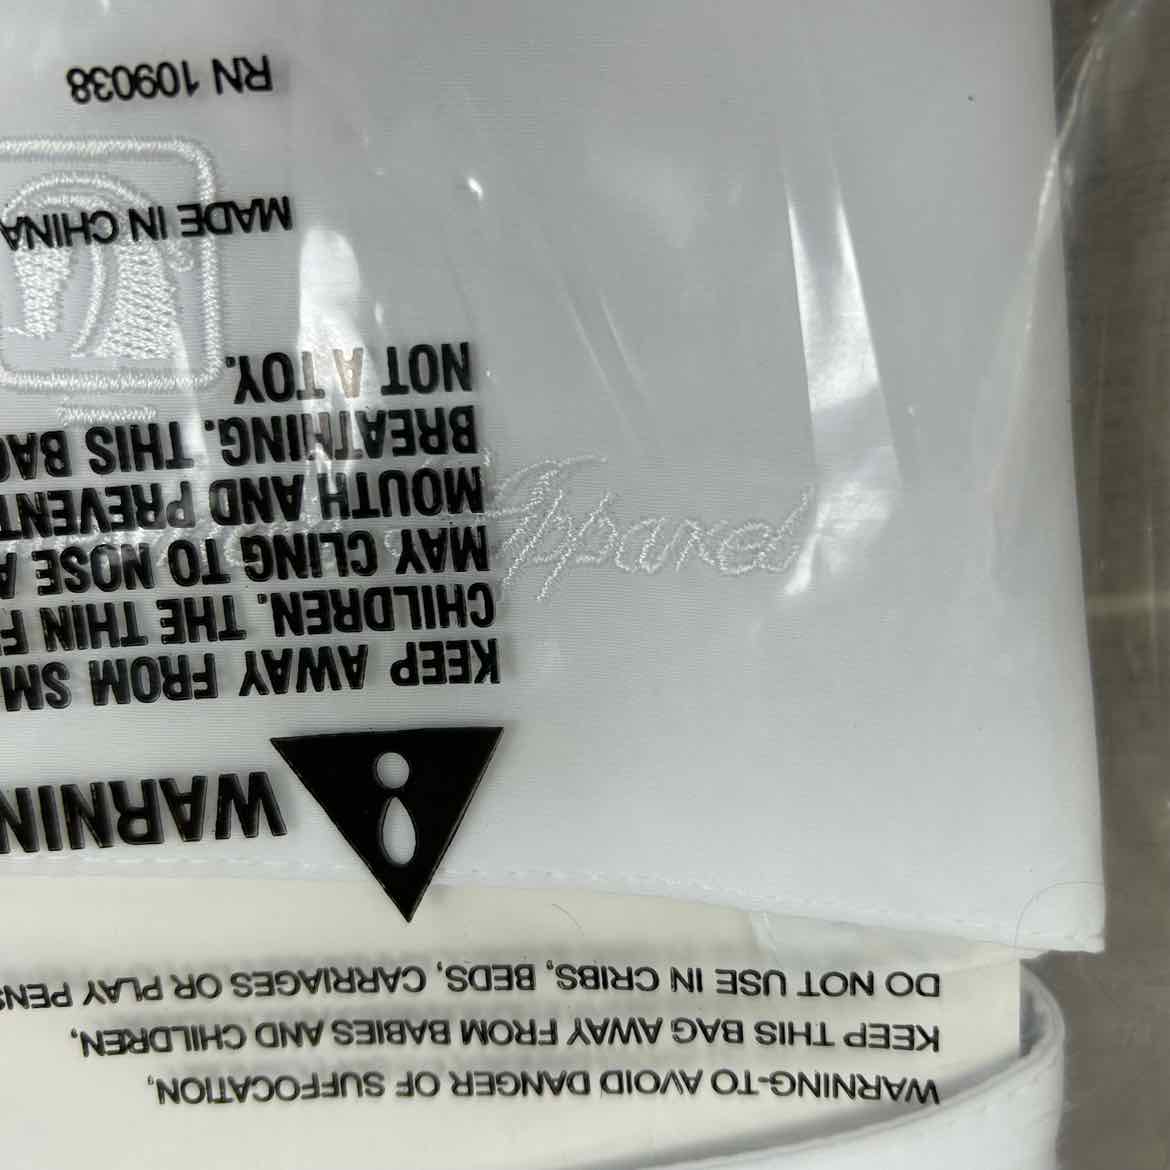 WARNING-TO AVOID DANGER OF SUFFOCATION,
KEEP THIS BAG AWAY FROM BABIES AND CHILDREN,
DO NOT USE IN CRIBS, BEDS, CARRIAGES OR PLAY PENS
WARNIN
KEEP AWAY FROM SM
CHILDREN. THE THIN F
MAY CLING TO NOSE A
MOUTH AND PREVENT
BREATHING. THIS BAG
NOT A TOY.
MADE IN CHINA
RN 109038
Apparel